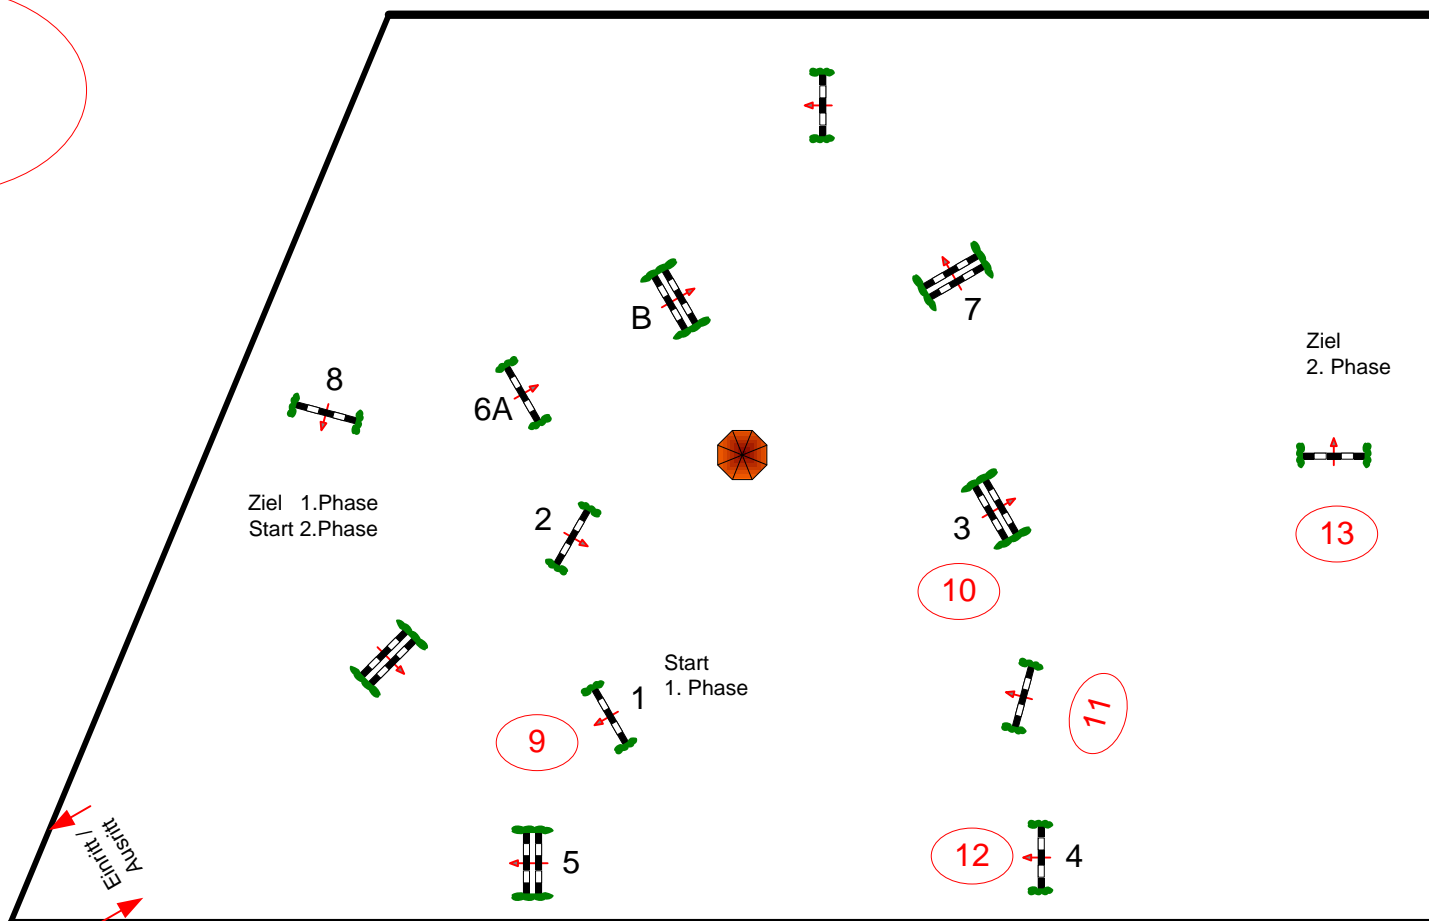 B
7
Ziel
2. Phase
8
6A
Ziel 1.Phase
Start 2.Phase
2
3
13
10
Start
1. Phase
1
11
9
Einritt /
Ausritt
5
12
4